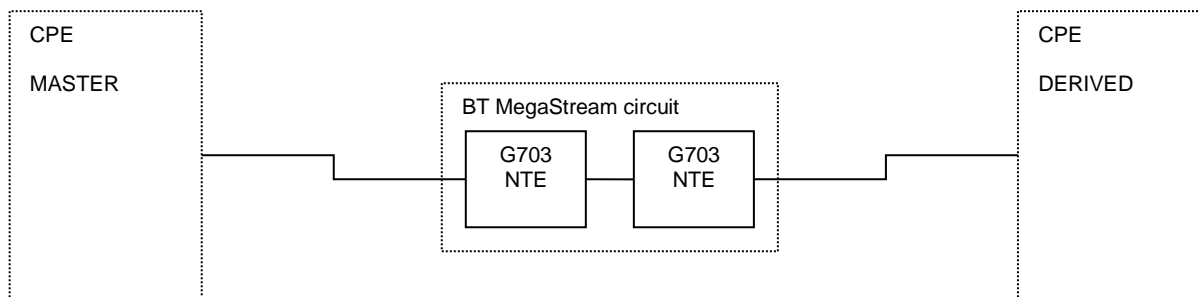 CPE
MASTER
BT MegaStream circuit
G703
NTE
G703
NTE
CPE
DERIVED